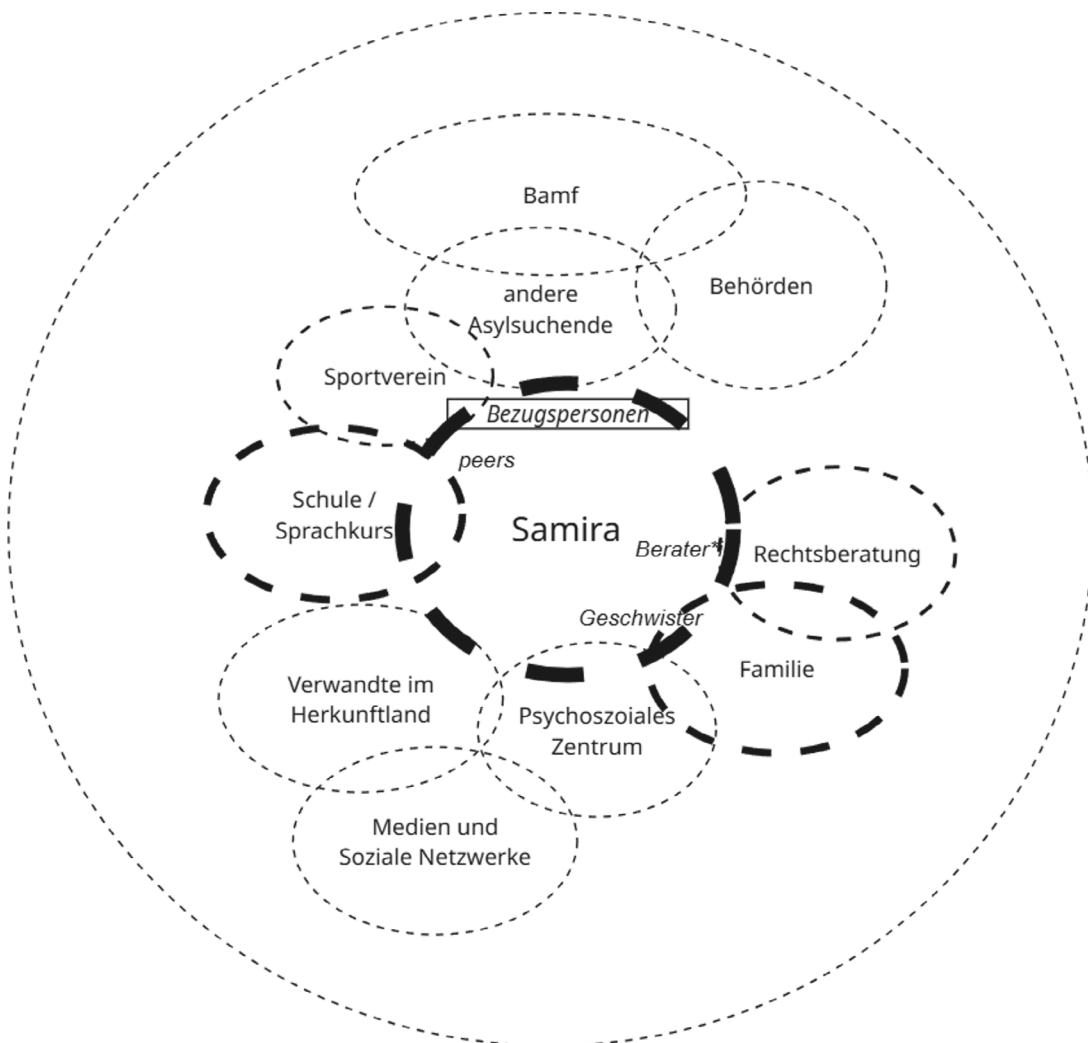 Bamf
Behörden
andere
Asylsuchende
Sportverein
Bezugspersonen
peers
Schule /
Sprachkurs
Samira
Berater*i
Rechtsberatung
Geschwister
Familie
Verwandte im
Herkunftland
Psychoszoiales
Zentrum
Medien und
Soziale Netzwerke